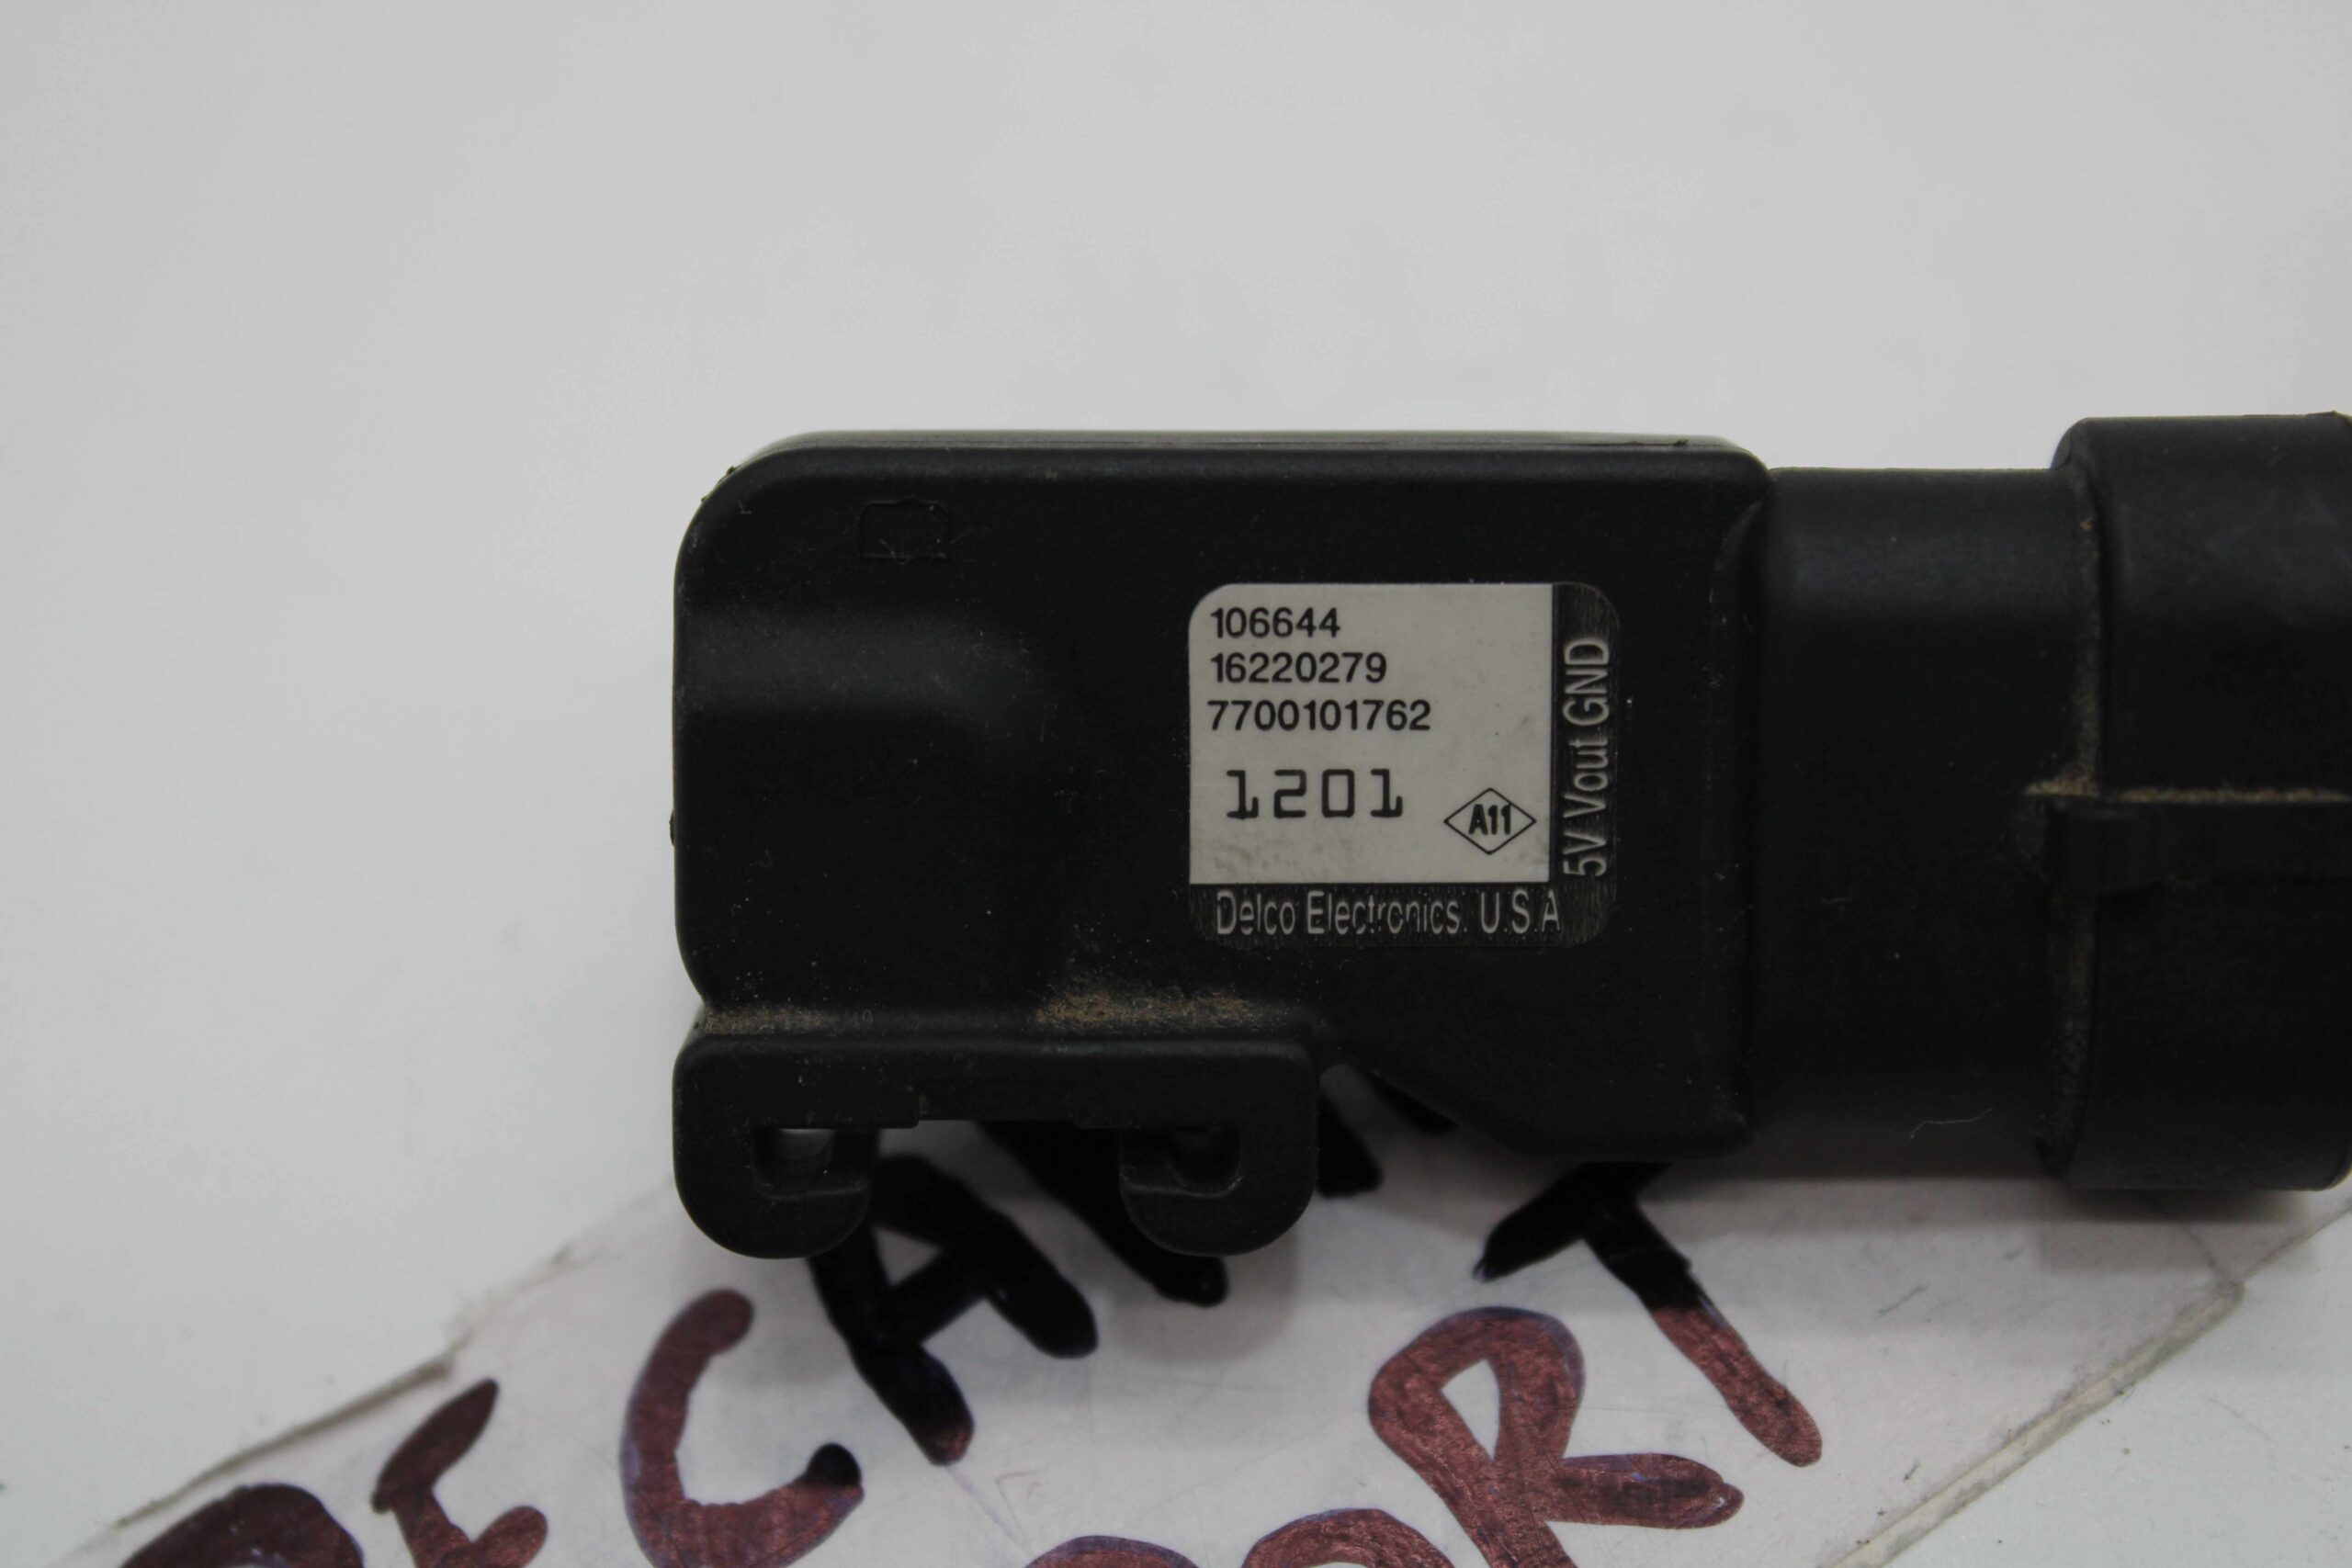 106644
16220279
7700101762
1201
A11
5V Vout GND
Delco Electronics. U.S.A